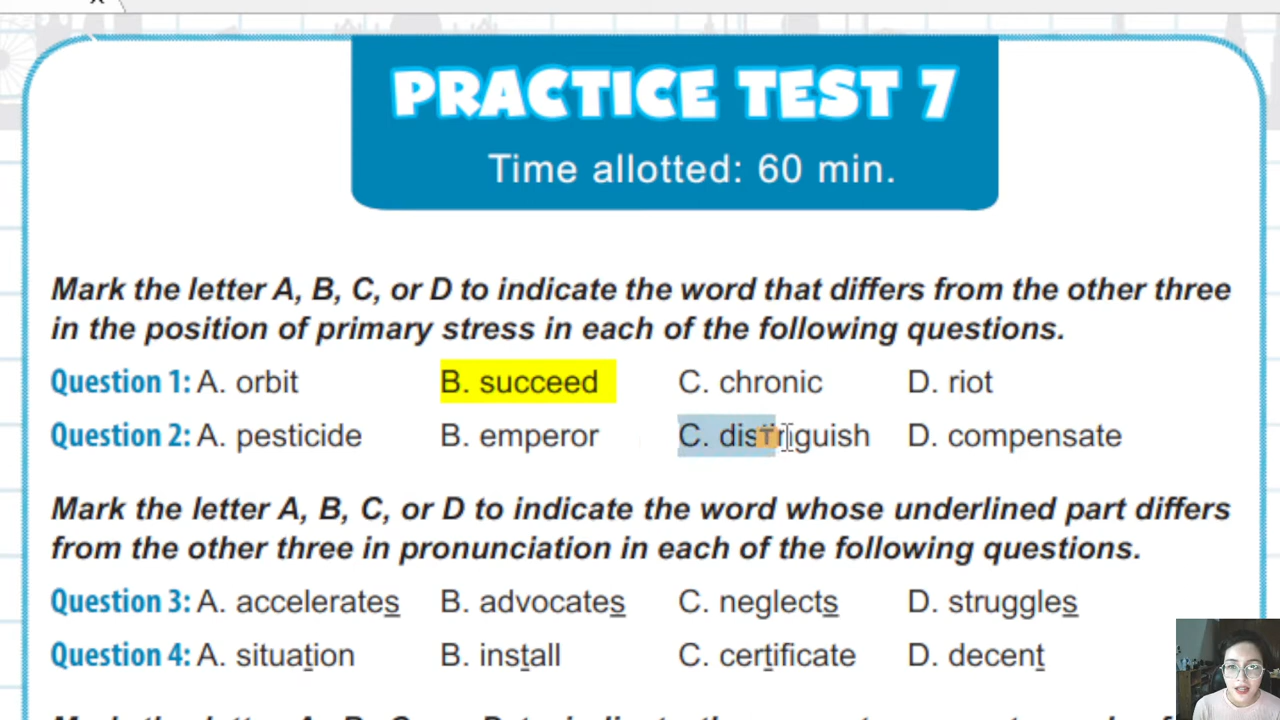 PRACTICE TEST 7
Time allotted: 60 min.
Mark the letter A, B, C, or D to indicate the word that differs from the other three
in the position of primary stress in each of the following questions.
Question 1: A. orbit B. succeed C. chronic D. riot
Question 2: A. pesticide B. emperor C. distinguish D. compensate
Mark the letter A, B, C, or D to indicate the word whose underlined part differs
from the other three in pronunciation in each of the following questions.
Question 3: A. accelerates B. advocates C. neglects D. struggles
Question 4: A. situation B. install C. certificate D. decent